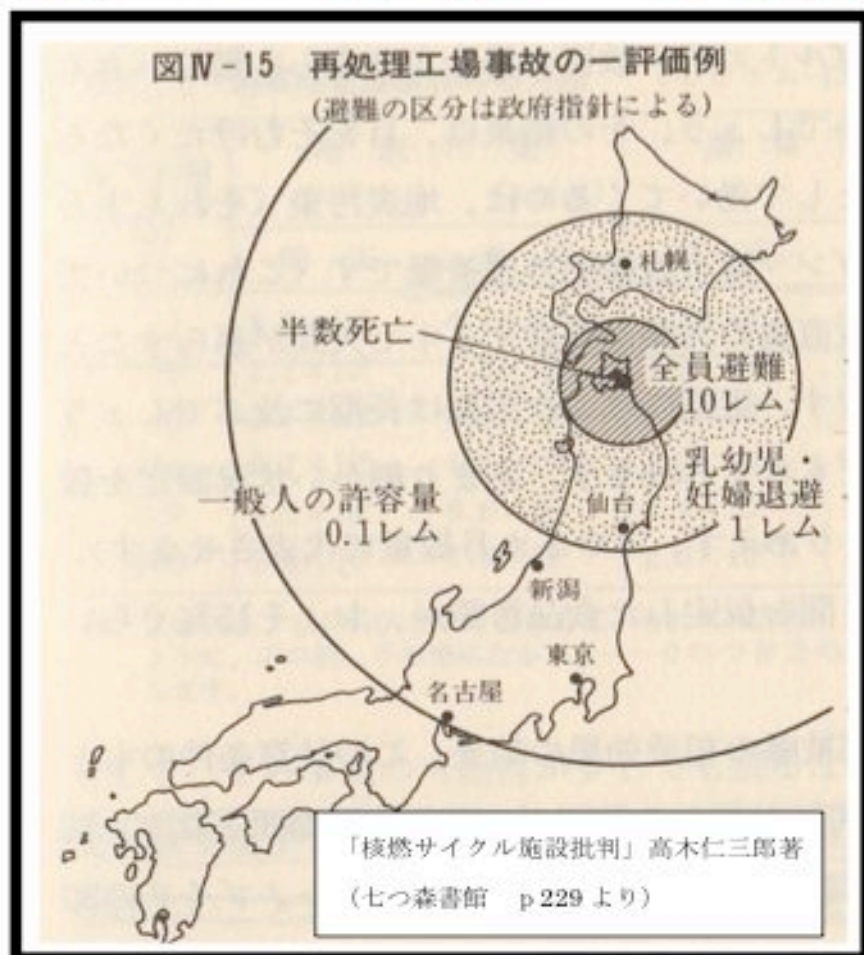 図Ⅳ-15 再処理工場事故の一評価例
(避難の区分は政府指針による)
札幌
半数死亡
全員避難
10レム
乳幼児・
妊婦退避
1レム
一般人の許容量
0.1レム
仙台
新潟
東京
名古屋
「核燃サイクル施設批判」高木仁三郎著
(七つ森書館 p229より)